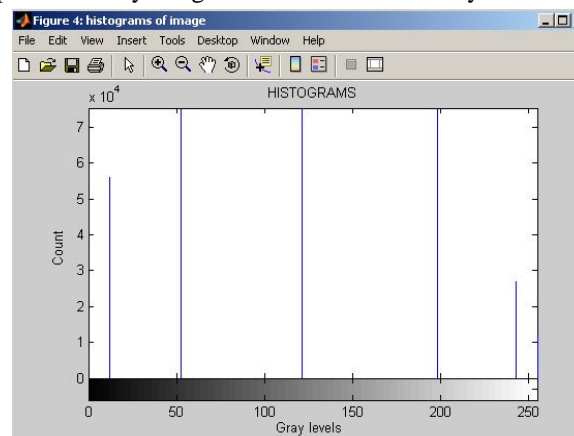 Figure 4: histograms of image
File Edit View Insert Tools Desktop Window Help
x 10^4
HISTOGRAMS
7
6
5
4
3
2
1
0
Count
0 50 100 150 200 250
Gray levels